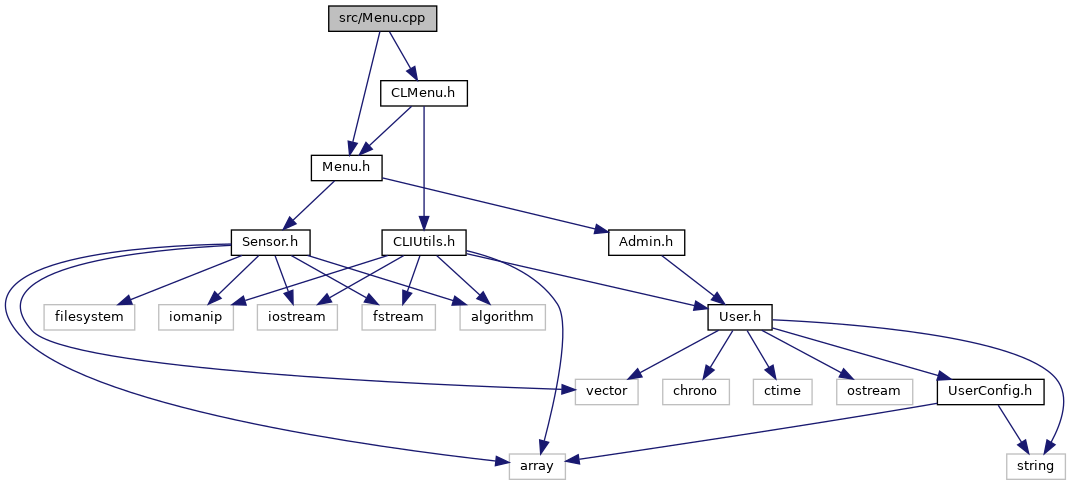 src/Menu.cpp
CLMenu.h
Menu.h
Sensor.h
CLIUtils.h
Admin.h
filesystem
iomanip
iostream
fstream
algorithm
User.h
vector
chrono
ctime
ostream
UserConfig.h
array
string